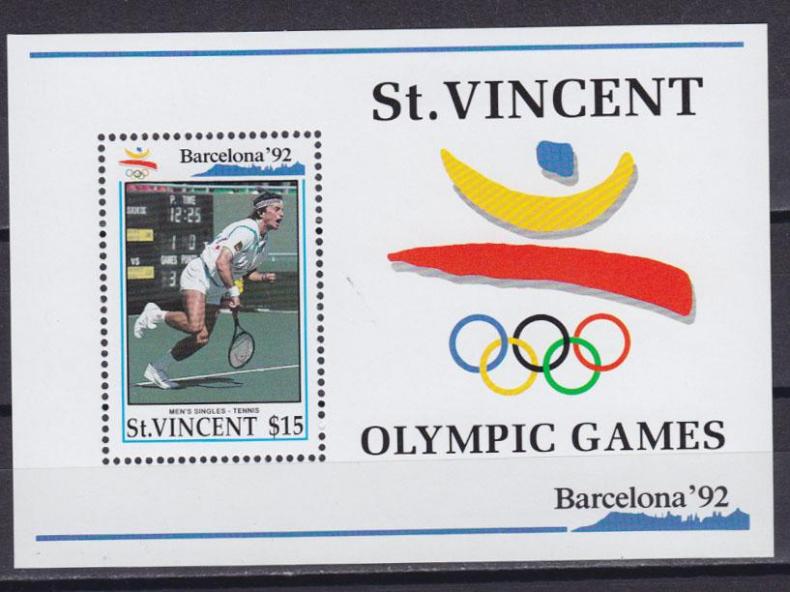 St.VINCENT
Barcelona '92
P. TIME
12:25
1 0
VS GAMES
3
MEN'S SINGLES - TENNIS
St.VINCENT $15
OLYMPIC GAMES
Barcelona '92